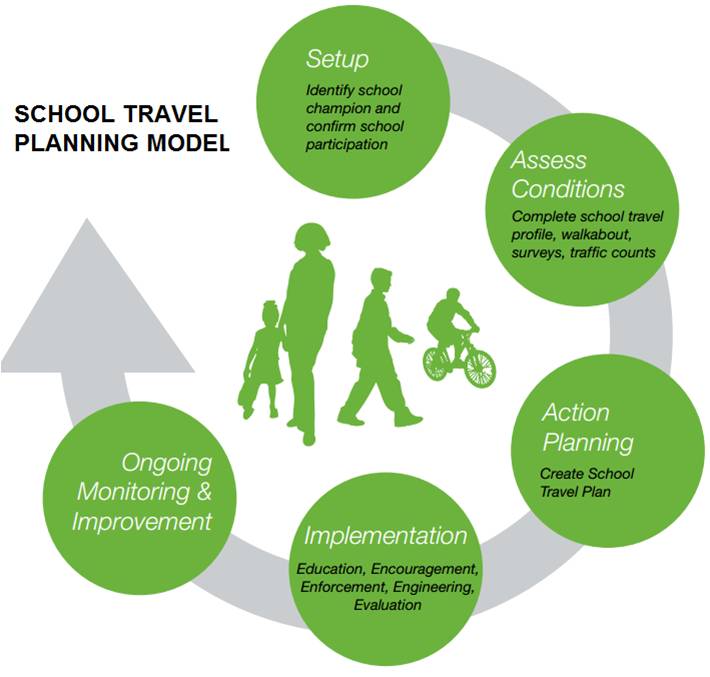 SCHOOL TRAVEL
PLANNING MODEL
Setup
Identify school
champion and
confirm school
participation
Assess
Conditions
Complete school travel
profile, walkabout,
surveys, traffic counts
Action
Planning
Create School
Travel Plan
Implementation
Education, Encouragement,
Enforcement, Engineering,
Evaluation
Ongoing
Monitoring &
Improvement